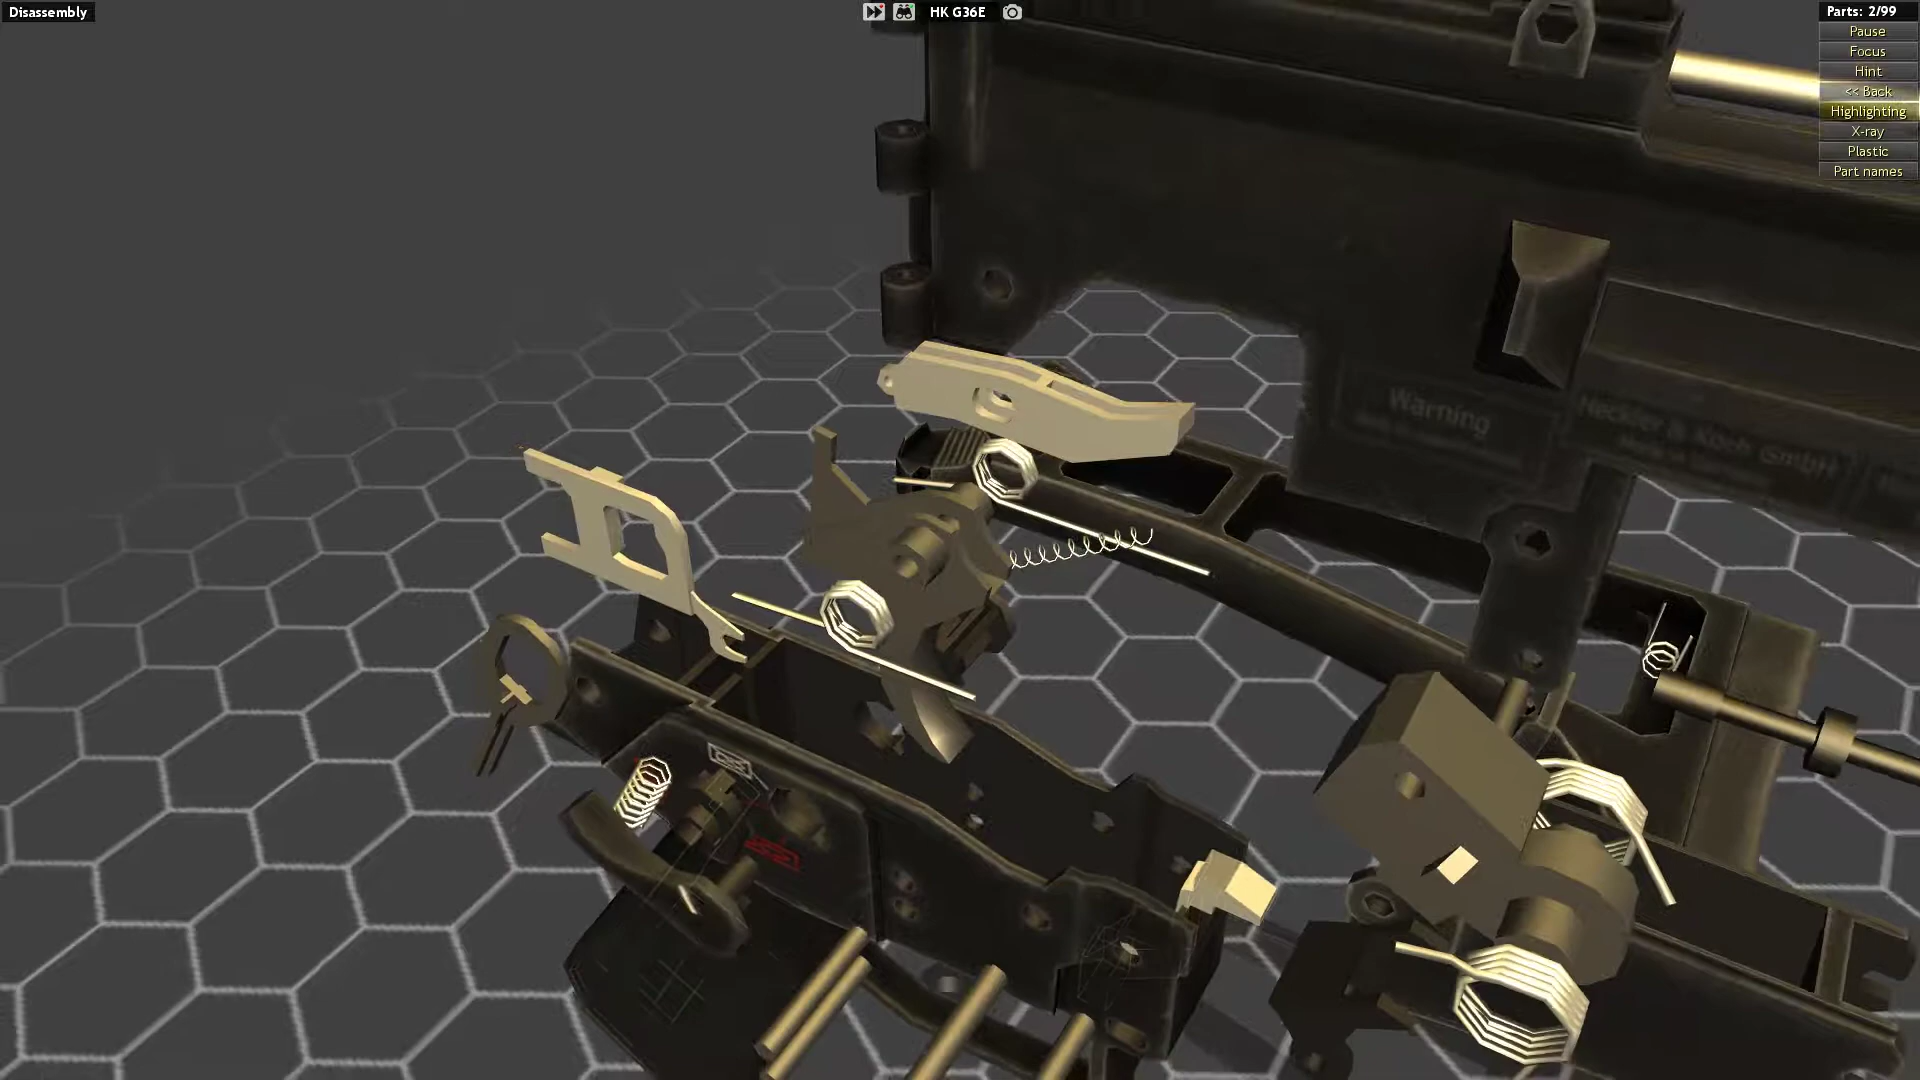 Disassembly
HK G36E
Parts: 2/99
Pause
Focus
Hint
<< Back
Highlighting
X-ray
Plastic
Part names
Warning
Heckler & Koch GmbH